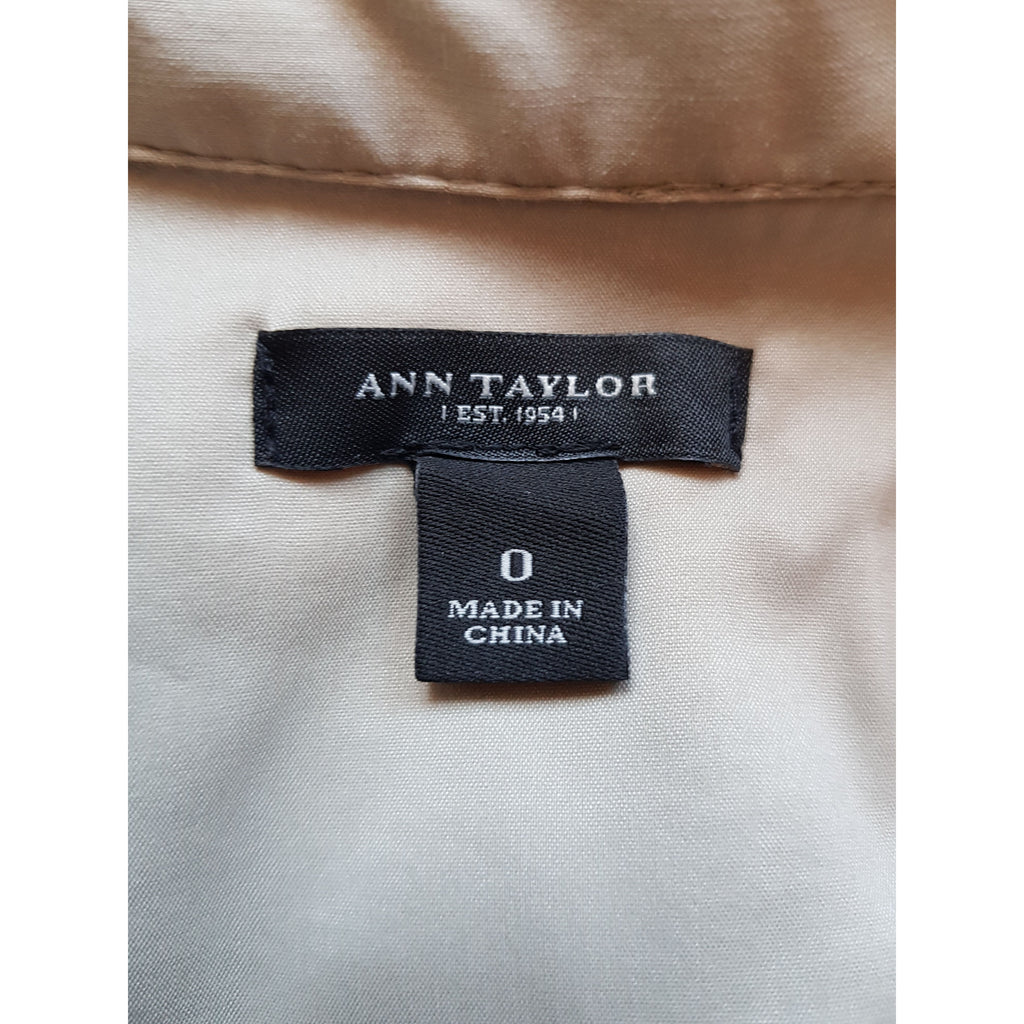 ANN TAYLOR
| EST. 1954 |
0
MADE IN
CHINA